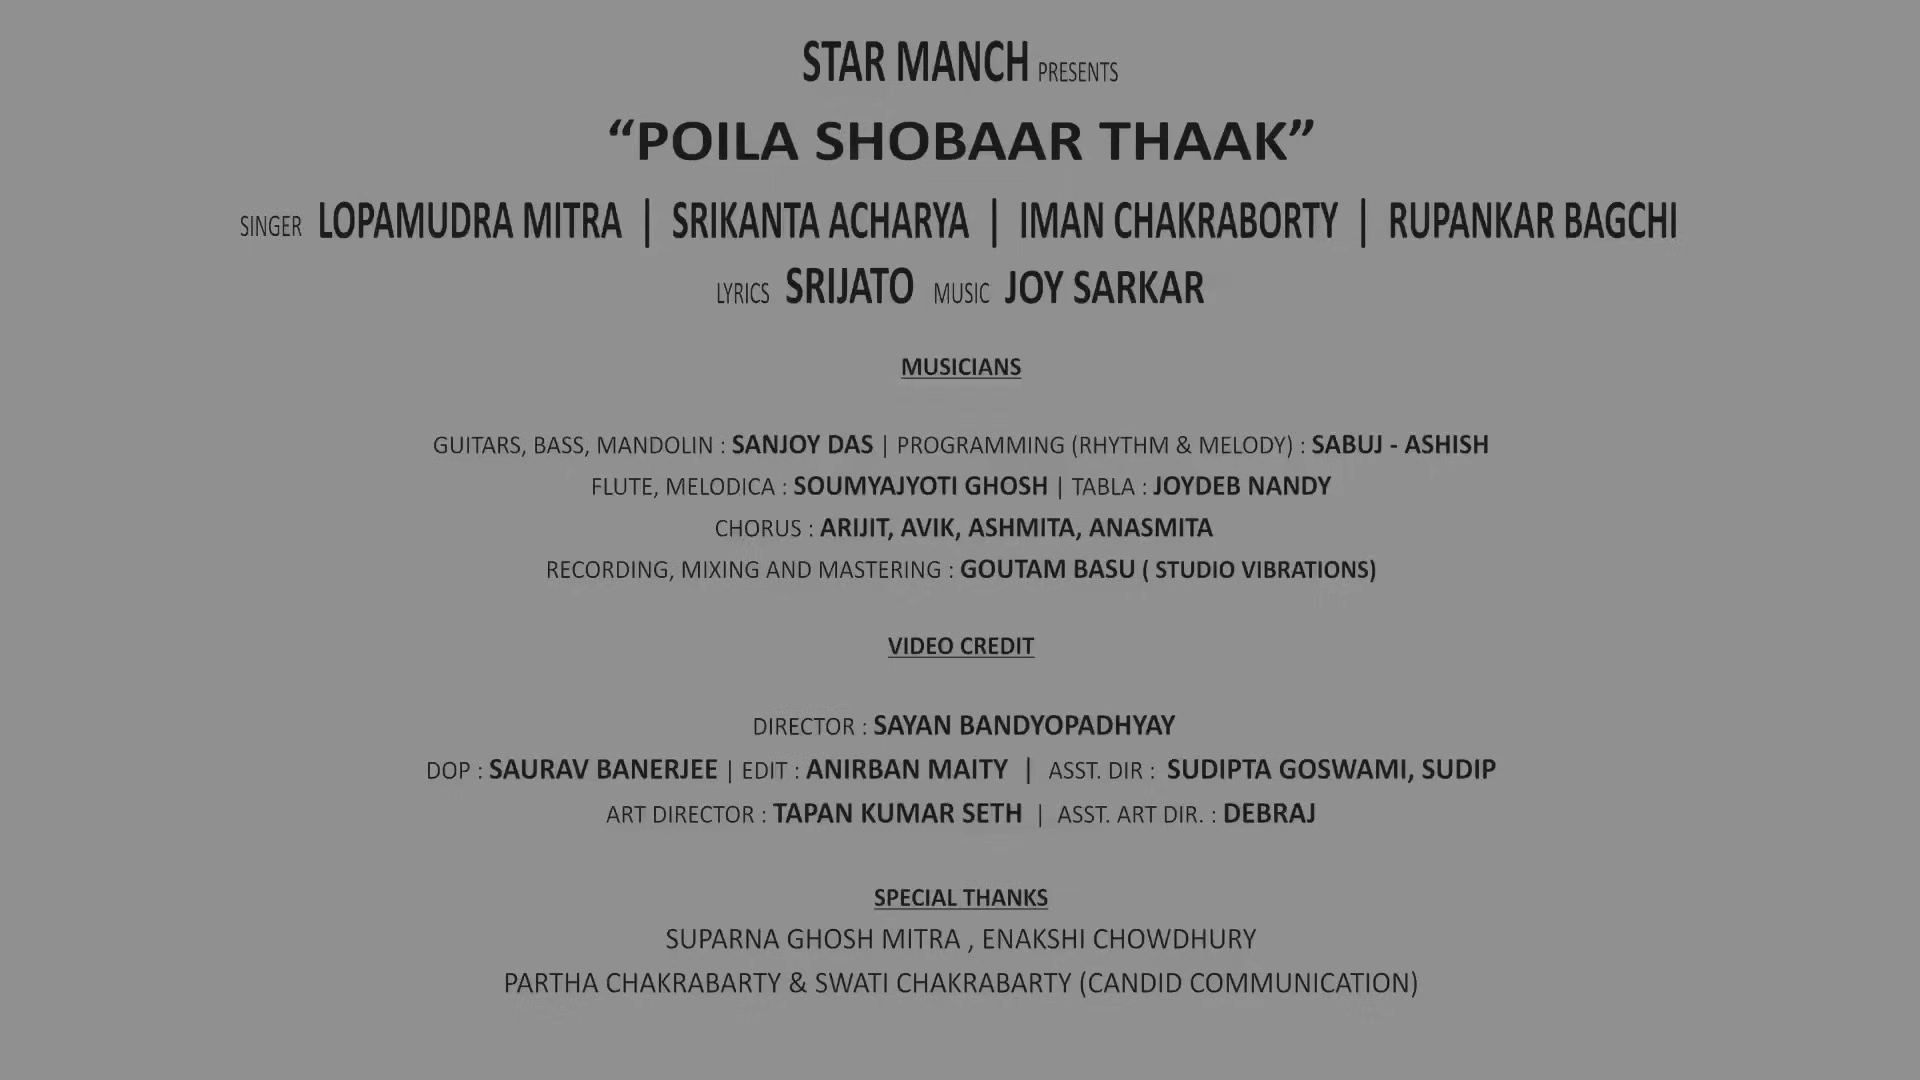 STAR MANCH PRESENTS
“POILA SHOBAAR THAAK”
SINGER LOPAMUDRA MITRA | SRIKANTA ACHARYA | IMAN CHAKRABORTY | RUPANKAR BAGCHI
LYRICS SRIJATO MUSIC JOY SARKAR
MUSICIANS
GUITARS, BASS, MANDOLIN : SANJOY DAS | PROGRAMMING (RHYTHM & MELODY) : SABUJ - ASHISH
FLUTE, MELODICA : SOUMYAJYOTI GHOSH | TABLA : JOYDEB NANDY
CHORUS : ARIJIT, AVIK, ASHMITA, ANASMITA
RECORDING, MIXING AND MASTERING : GOUTAM BASU ( STUDIO VIBRATIONS)
VIDEO CREDIT
DIRECTOR : SAYAN BANDYOPADHYAY
DOP : SAURAV BANERJEE | EDIT : ANIRBAN MAITY | ASST. DIR : SUDIPTA GOSWAMI, SUDIP
ART DIRECTOR : TAPAN KUMAR SETH | ASST. ART DIR. : DEBRAJ
SPECIAL THANKS
SUPARNA GHOSH MITRA , ENAKSHI CHOWDHURY
PARTHA CHAKRABARTY & SWATI CHAKRABARTY (CANDID COMMUNICATION)